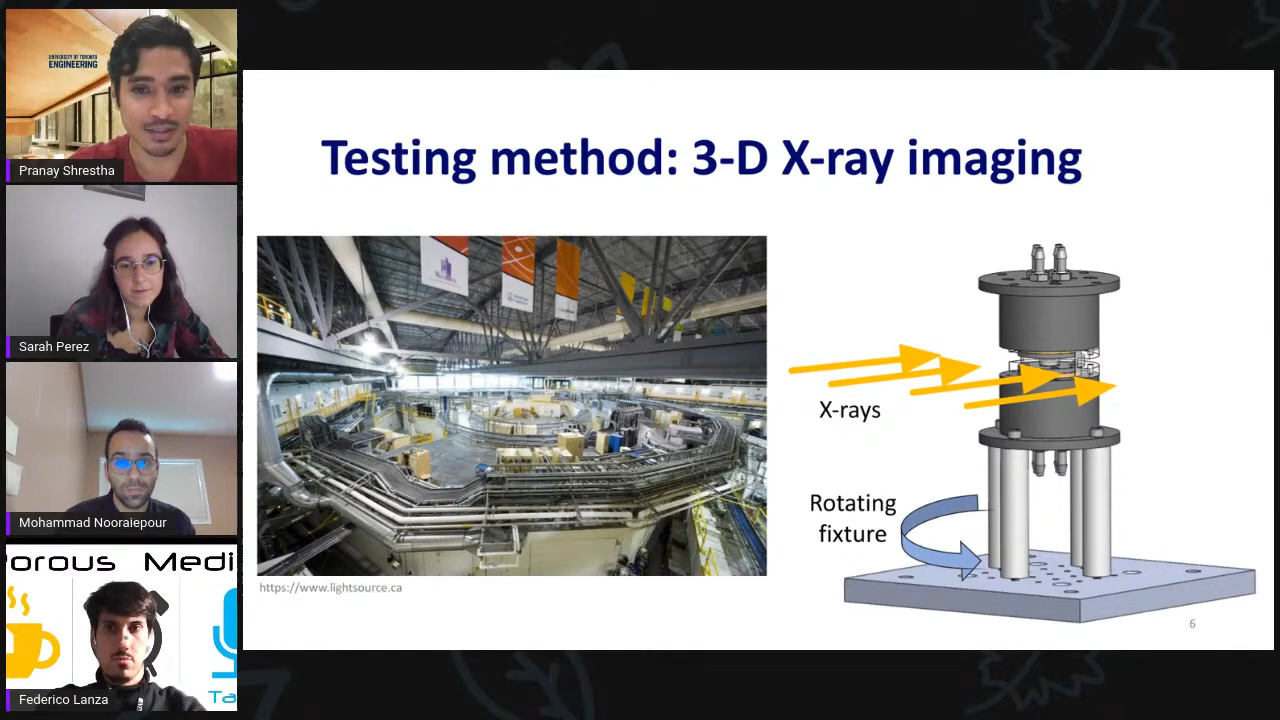 UNIVERSITY OF TORONTO
ENGINEERING
Pranay Shrestha
Sarah Perez
Mohammad Nooraiepour
orous Medi
Ta
Federico Lanza
Testing method: 3-D X-ray imaging
X-rays
Rotating
fixture
https://www.lightsource.ca
6